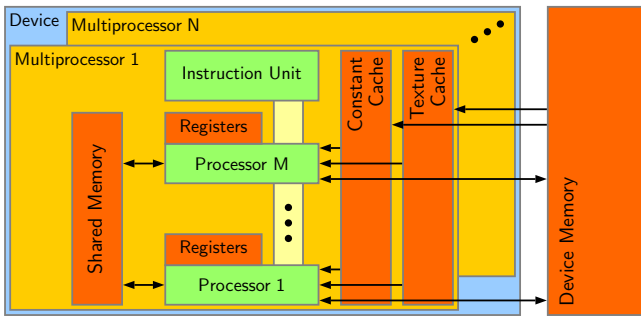 Device
Multiprocessor N
Multiprocessor 1
Instruction Unit
Constant
Cache
Texture
Cache
Registers
Processor M
Shared Memory
Registers
Processor 1
Device Memory